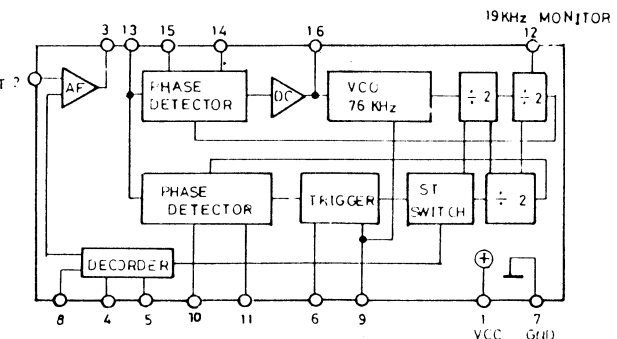 19KHz MONITOR
3 13 15 14 16 12
2
AF
PHASE DETECTOR
DC
VCO 76 KHz
÷ 2
÷ 2
PHASE DETECTOR
TRIGGER
ST SWITCH
÷ 2
DECORDER
+
8 4 5 10 11 6 9 1 7
VCC GND